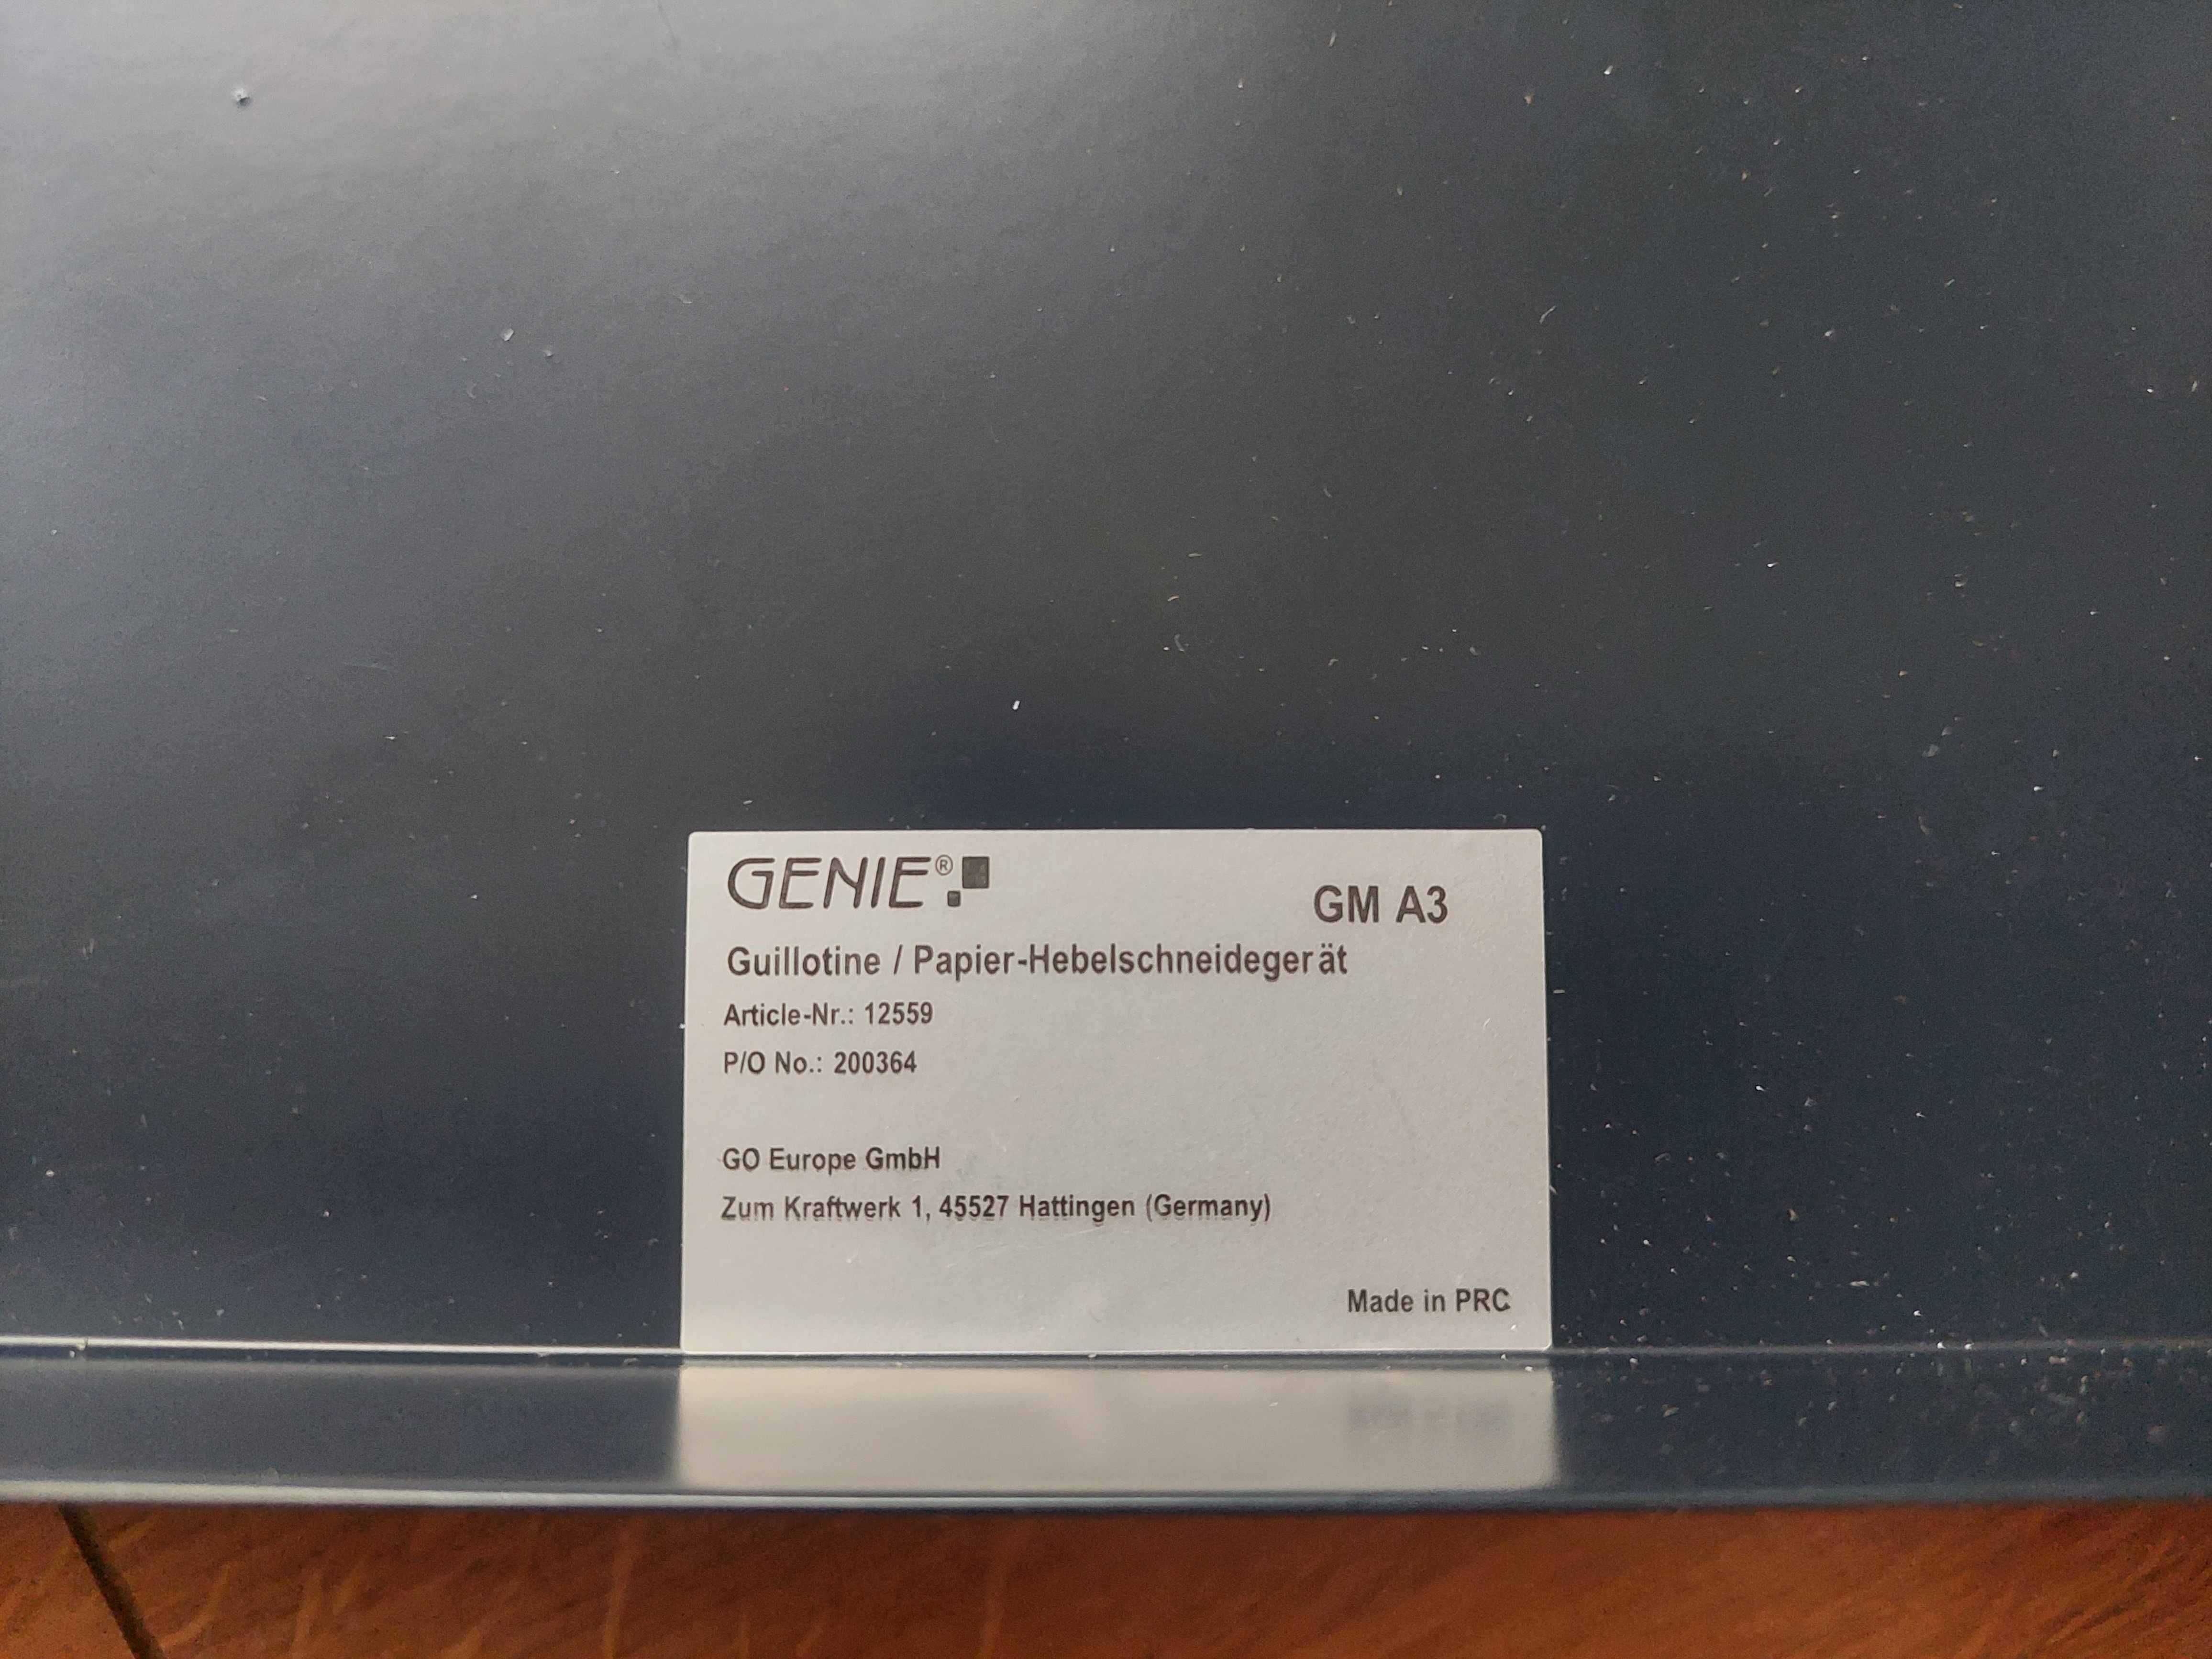 GENIE®
GM A3
Guillotine / Papier-Hebelschneidegerät
Article-Nr.: 12559
P/O No.: 200364
GO Europe GmbH
Zum Kraftwerk 1, 45527 Hattingen (Germany)
Made in PRC